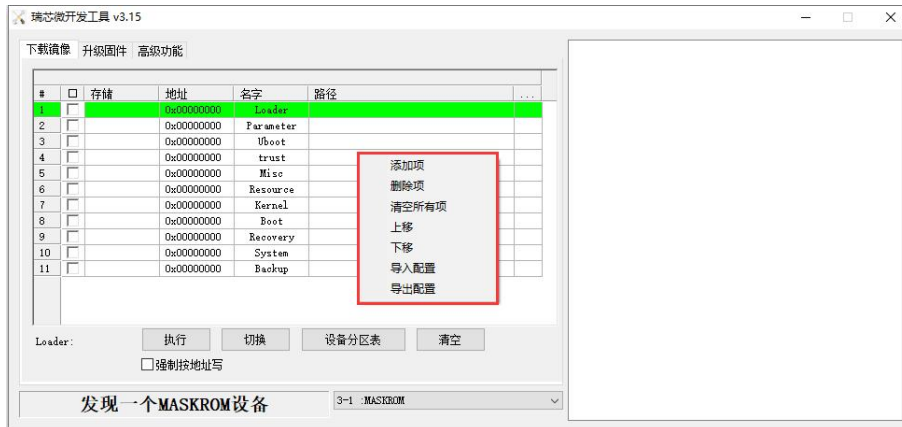 瑞芯微开发工具 v3.15
下载镜像 升级固件 高级功能
# 存储 地址 名字 路径 ...
1 0x00000000 Loader
2 0x00000000 Parameter
3 0x00000000 Uboot
4 0x00000000 trust
5 0x00000000 Misc
6 0x00000000 Resource
7 0x00000000 Kernel
8 0x00000000 Boot
9 0x00000000 Recovery
10 0x00000000 System
11 0x00000000 Backup
添加项
删除项
清空所有项
上移
下移
导入配置
导出配置
Loader: 执行 切换 设备分区表 清空
强制按地址写
发现一个MASKROM设备 3-1 :MASKROM